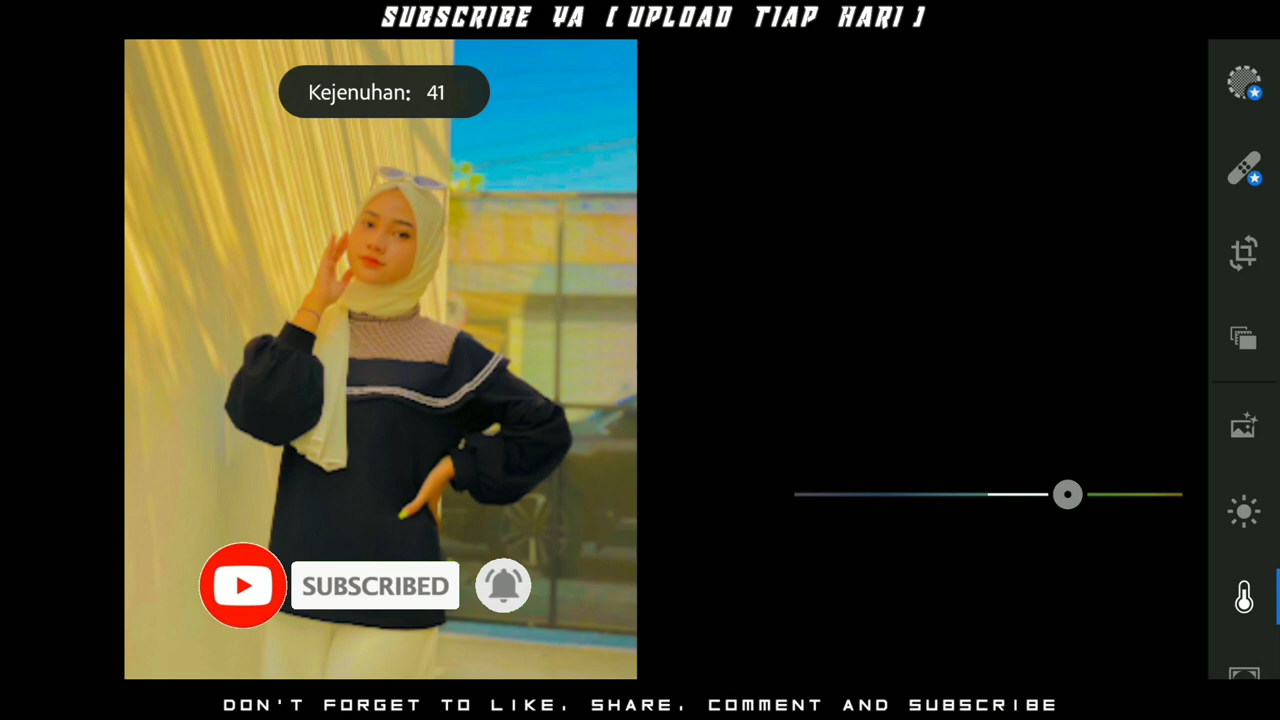 SUBSCRIBE YA [ UPLOAD TIAP HARI ]
Kejenuhan: 41
SUBSCRIBED
DON'T FORGET TO LIKE, SHARE, COMMENT AND SUBSCRIBE